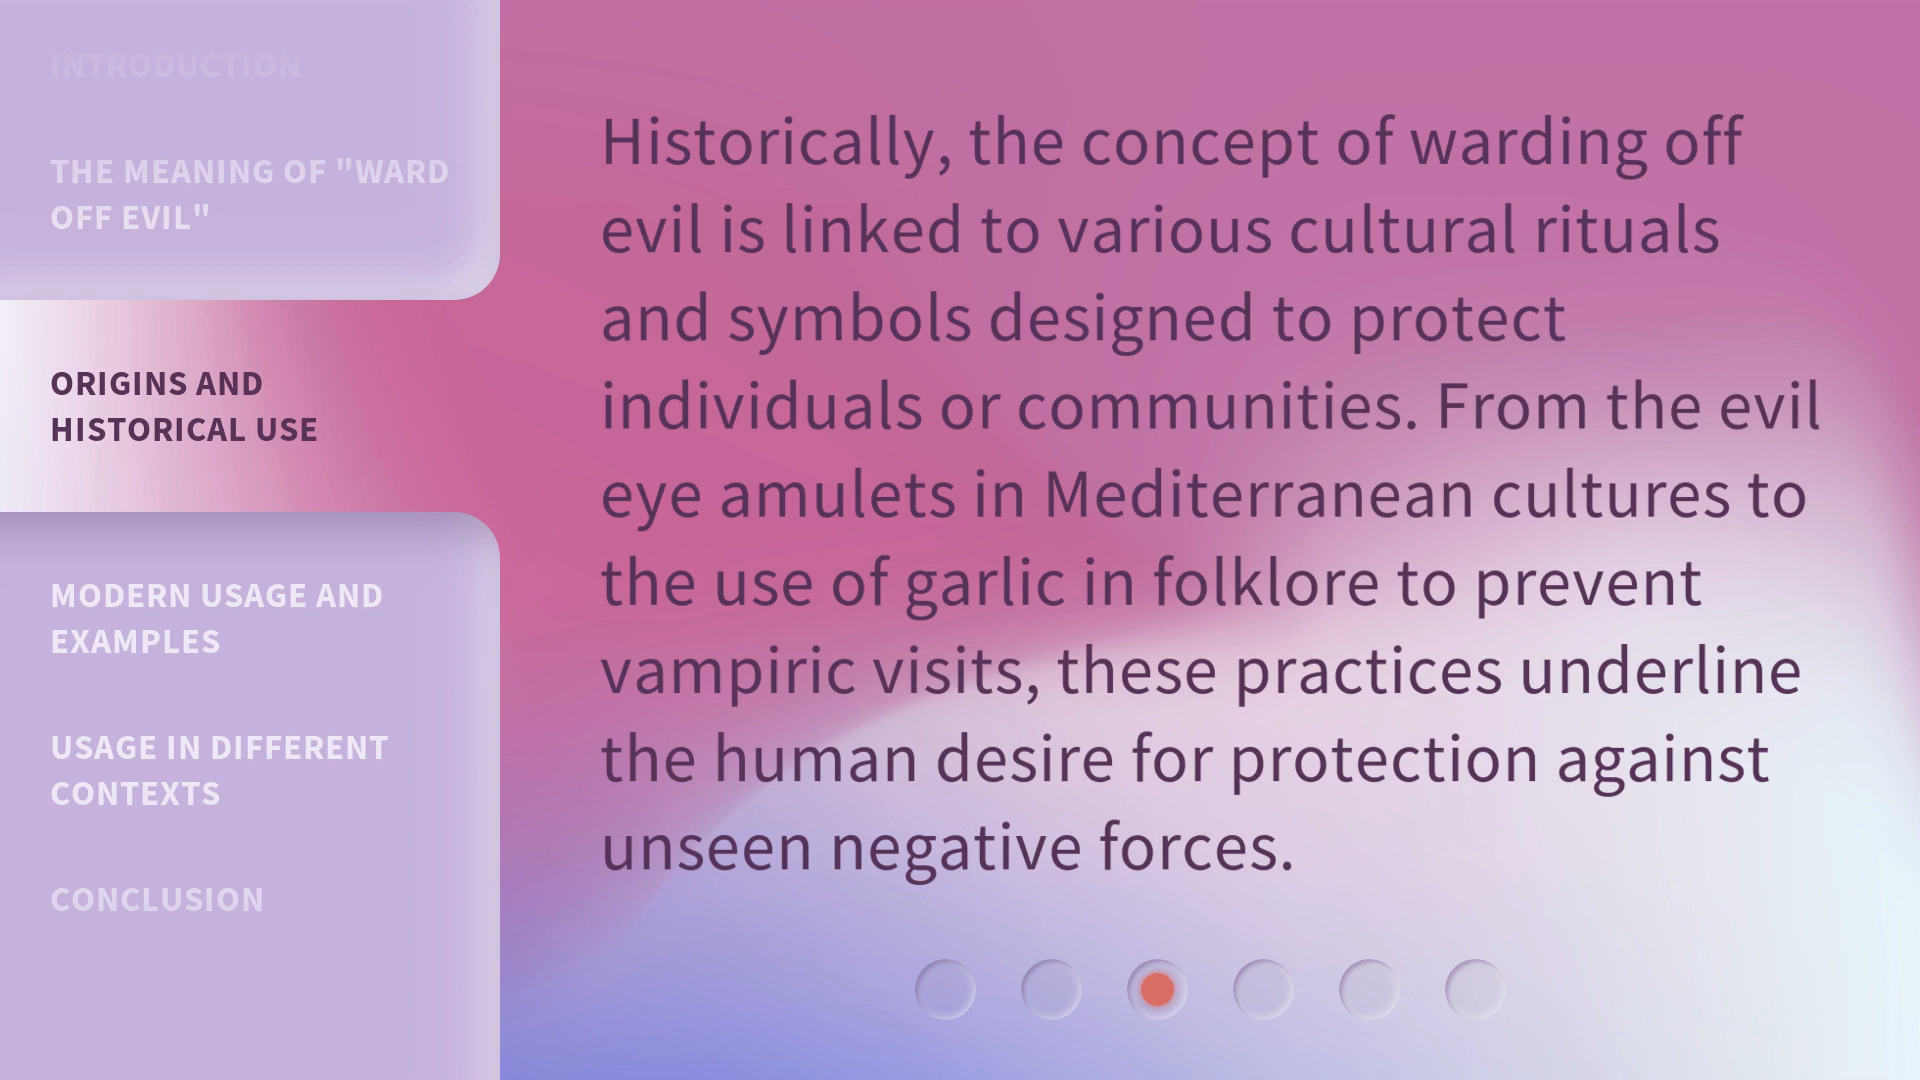 INTRODUCTION
THE MEANING OF "WARD
OFF EVIL"
ORIGINS AND
HISTORICAL USE
MODERN USAGE AND
EXAMPLES
USAGE IN DIFFERENT
CONTEXTS
CONCLUSION
Historically, the concept of warding off
evil is linked to various cultural rituals
and symbols designed to protect
individuals or communities. From the evil
eye amulets in Mediterranean cultures to
the use of garlic in folklore to prevent
vampiric visits, these practices underline
the human desire for protection against
unseen negative forces.